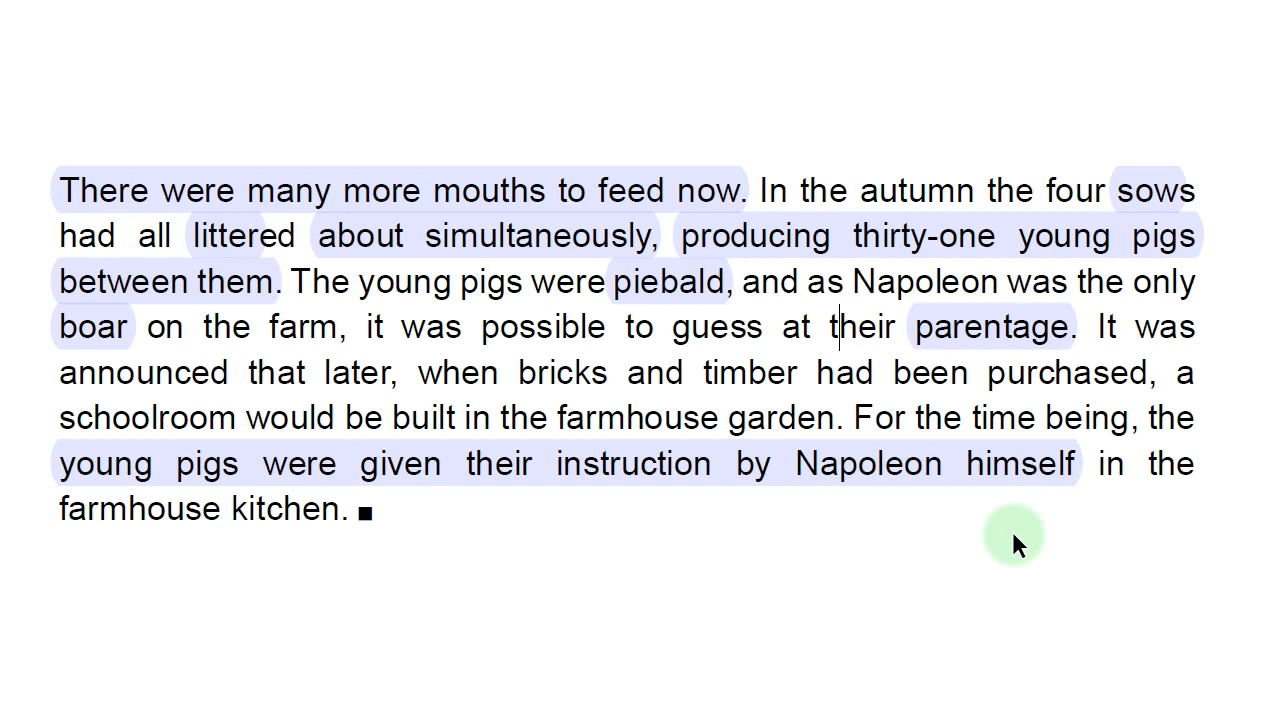 There were many more mouths to feed now. In the autumn the four sows
had all littered about simultaneously, producing thirty-one young pigs
between them. The young pigs were piebald, and as Napoleon was the only
boar on the farm, it was possible to guess at their parentage. It was
announced that later, when bricks and timber had been purchased, a
schoolroom would be built in the farmhouse garden. For the time being, the
young pigs were given their instruction by Napoleon himself in the
farmhouse kitchen. ■